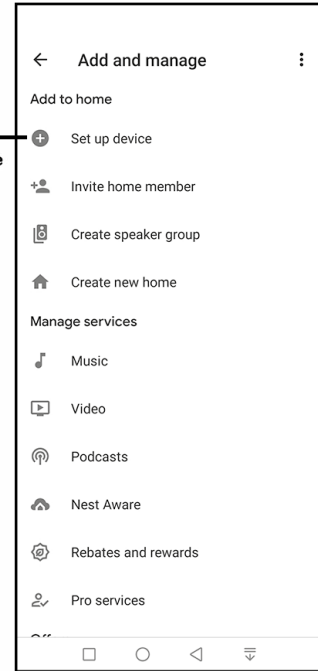 Add and manage
Add to home
Set up device
Invite home member
Create speaker group
Create new home
Manage services
Music
Video
Podcasts
Nest Aware
Rebates and rewards
Pro services